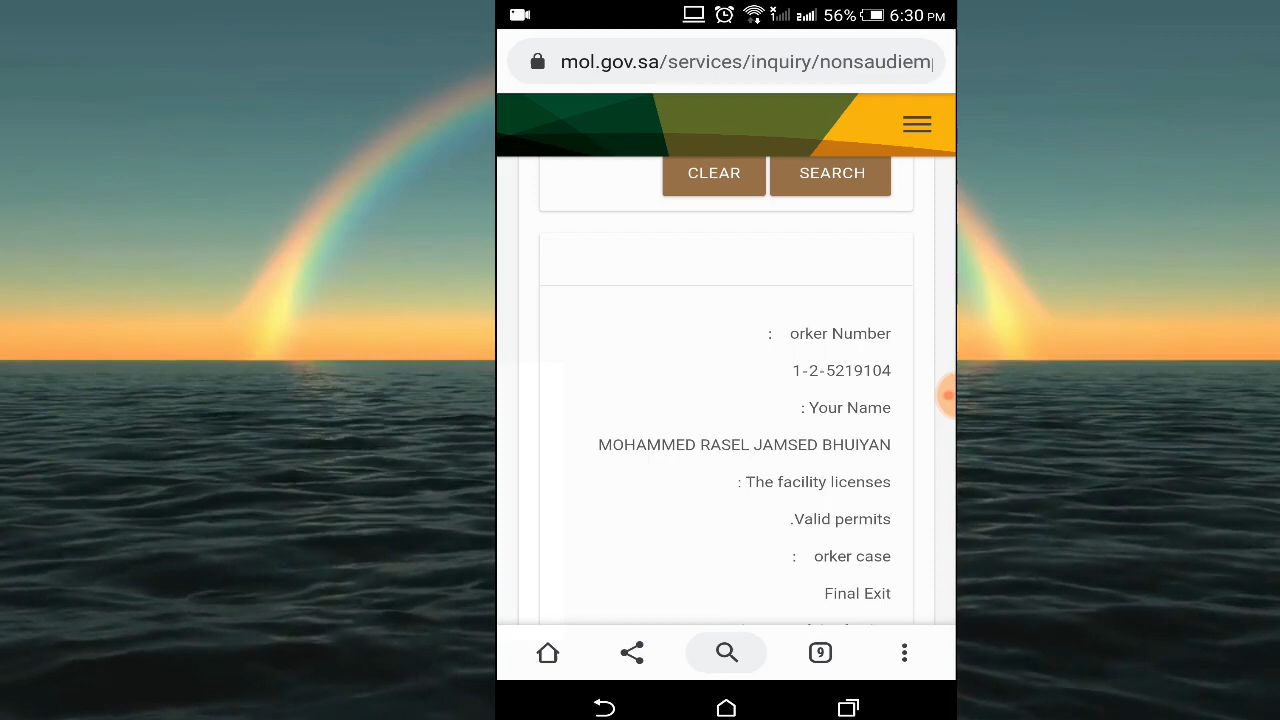 56% 6:30 PM
mol.gov.sa/services/inquiry/nonsaudiem
CLEAR SEARCH
: orker Number
1-2-5219104
: Your Name
MOHAMMED RASEL JAMSED BHUIYAN
: The facility licenses
.Valid permits
: orker case
Final Exit
9